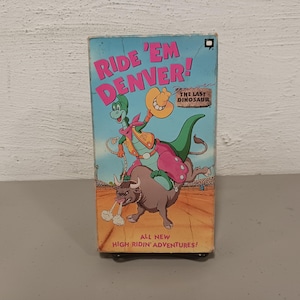 RIDE 'EM
DENVER!
THE LAST
DINOSAUR
ALL NEW
HIGH RIDIN' ADVENTURES!